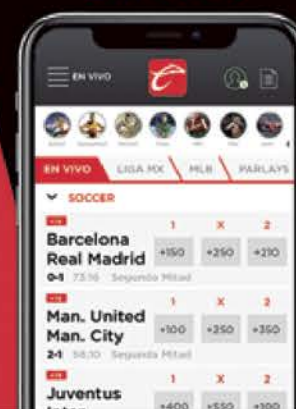 EN VIVO
EN VIVO LIGA MX MLB PARLAYS
SOCCER
1 X 2
Barcelona
Real Madrid +150 +250 +210
0-1 73:16 Segunda Mitad
1 X 2
Man. United
Man. City +100 +250 +350
2-1 58:10 Segunda Mitad
1 X 2
Juventus
Inter +400 +550 +100